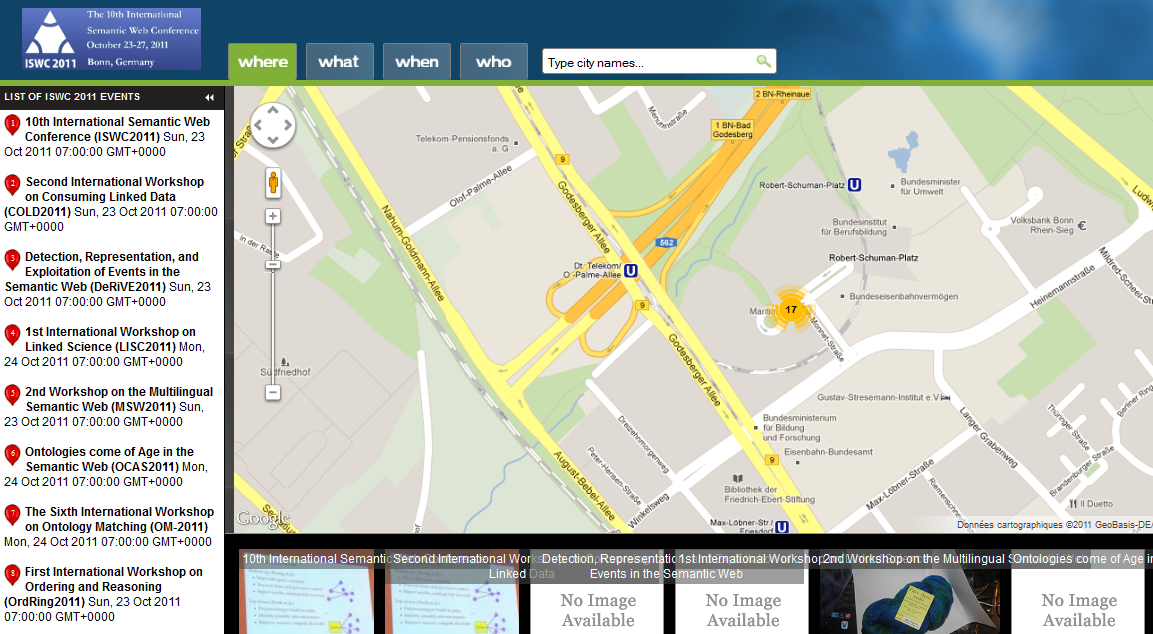 The 10th International
Semantic Web Conference
October 23-27, 2011
ISWC 2011 Bonn, Germany
where
what
when
who
Type city names...
LIST OF ISWC 2011 EVENTS
1 10th International Semantic Web
Conference (ISWC2011) Sun, 23
Oct 2011 07:00:00 GMT+0000
2 Second International Workshop
on Consuming Linked Data
(COLD2011) Sun, 23 Oct 2011 07:00:00
GMT+0000
3 Detection, Representation, and
Exploitation of Events in the
Semantic Web (DeRiVE2011) Sun, 23
Oct 2011 07:00:00 GMT+0000
4 1st International Workshop on
Linked Science (LISC2011) Mon,
24 Oct 2011 07:00:00 GMT+0000
5 2nd Workshop on the Multilingual
Semantic Web (MSW2011) Sun,
23 Oct 2011 07:00:00 GMT+0000
6 Ontologies come of Age in the
Semantic Web (OCAS2011) Mon,
24 Oct 2011 07:00:00 GMT+0000
7 The Sixth International Workshop
on Ontology Matching (OM-2011)
Mon, 24 Oct 2011 07:00:00 GMT+0000
8 First International Workshop on
Ordering and Reasoning
(OrdRing2011) Sun, 23 Oct 2011
07:00:00 GMT+0000
2 BN-Rheinaue
Menuhinstraße
1 BN-Bad
Godesberg
Telekom-Pensionsfonds
a. G
9
Olof-Palme-Allee
Godesberger Allee
Nahum-Goldmann-Allee
Robert-Schuman-Platz U
Bundesminister
für Umwelt
Bundesinstitut
für Berufsbildung
Volksbank Bonn
Rhein-Sieg
562
Robert-Schuman-Platz
Dt. Telekom/
O.-Palme-Allee U
Heinemannstraße
Mildred-Scheel-St
Bundeseisenbahnvermögen
9
17
Südfriedhof
Godesberger Allee
Gustav-Stresemann-Institut e.V
Langer Grabenweg
Thüringer Straße
Berliner Ring
Bundesministerium
für Bildung
und Forschung
Dreizehnmorgenweg
Eisenbahn-Bundesamt
9
Brandenburger Straße
Peter-Hensen-Straße
August-Bebel-Allee
Winkelsweg
Max-Löbner-Straße
Bibliothek der
Friedrich-Ebert-Stiftung
Il Duetto
Google
Max-Löbner-Str./
Friesdorf U
Données cartographiques ©2011 GeoBasis-DE/
10th International Semantic
Second International Work
Linked Data
Detection, Representatio
Events in the Semantic Web
1st International Workshop
2nd Workshop on the Multilingual S
Ontologies come of Age i
No Image
Available
No Image
Available
No Image
Available